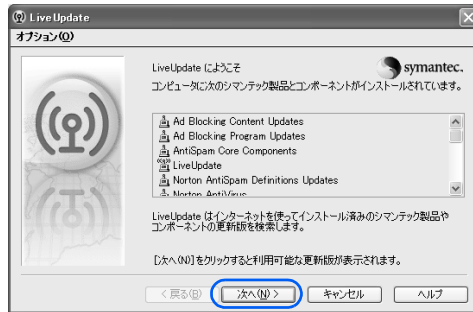 LiveUpdate
オプション(O)
LiveUpdate にようこそ
symantec.
コンピュータに次のシマンテック製品とコンポーネントがインストールされています。
Ad Blocking Content Updates
Ad Blocking Program Updates
AntiSpam Core Components
LiveUpdate
Norton AntiSpam Definitions Updates
Norton AntiVirus
LiveUpdate はインターネットを使ってインストール済みのシマンテック製品や
コンポーネントの更新版を検索します。
[次へ(N)]をクリックすると利用可能な更新版が表示されます。
< 戻る(B)
次へ(N) >
キャンセル
ヘルプ